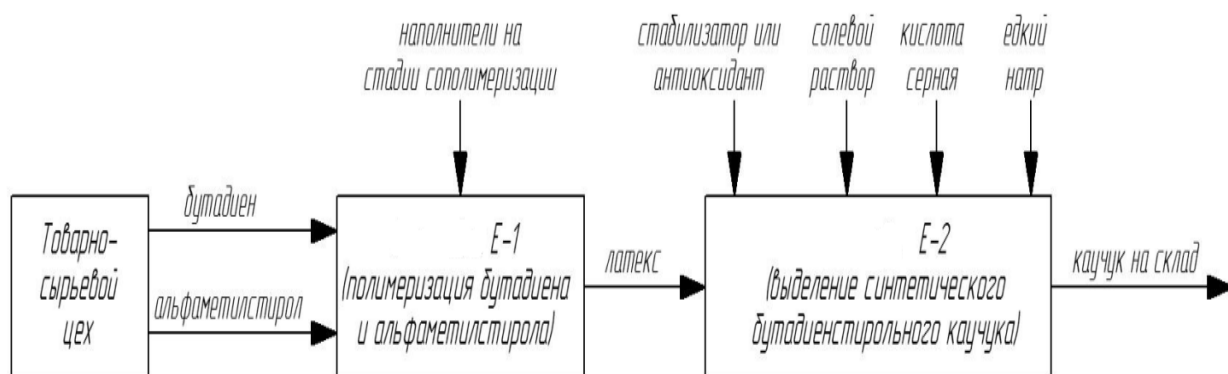 наполнители на
стадии сополимеризации
стабилизатор или
антиоксидант
солевой
раствор
кислота
серная
едкий
натр
Товарно-
сырьевой
цех
бутадиен
альфаметилстирол
Е-1
(полимеризация бутадиена
и альфаметилстирола)
латекс
Е-2
(выделение синтетического
бутадиенстирольного каучука)
каучук на склад